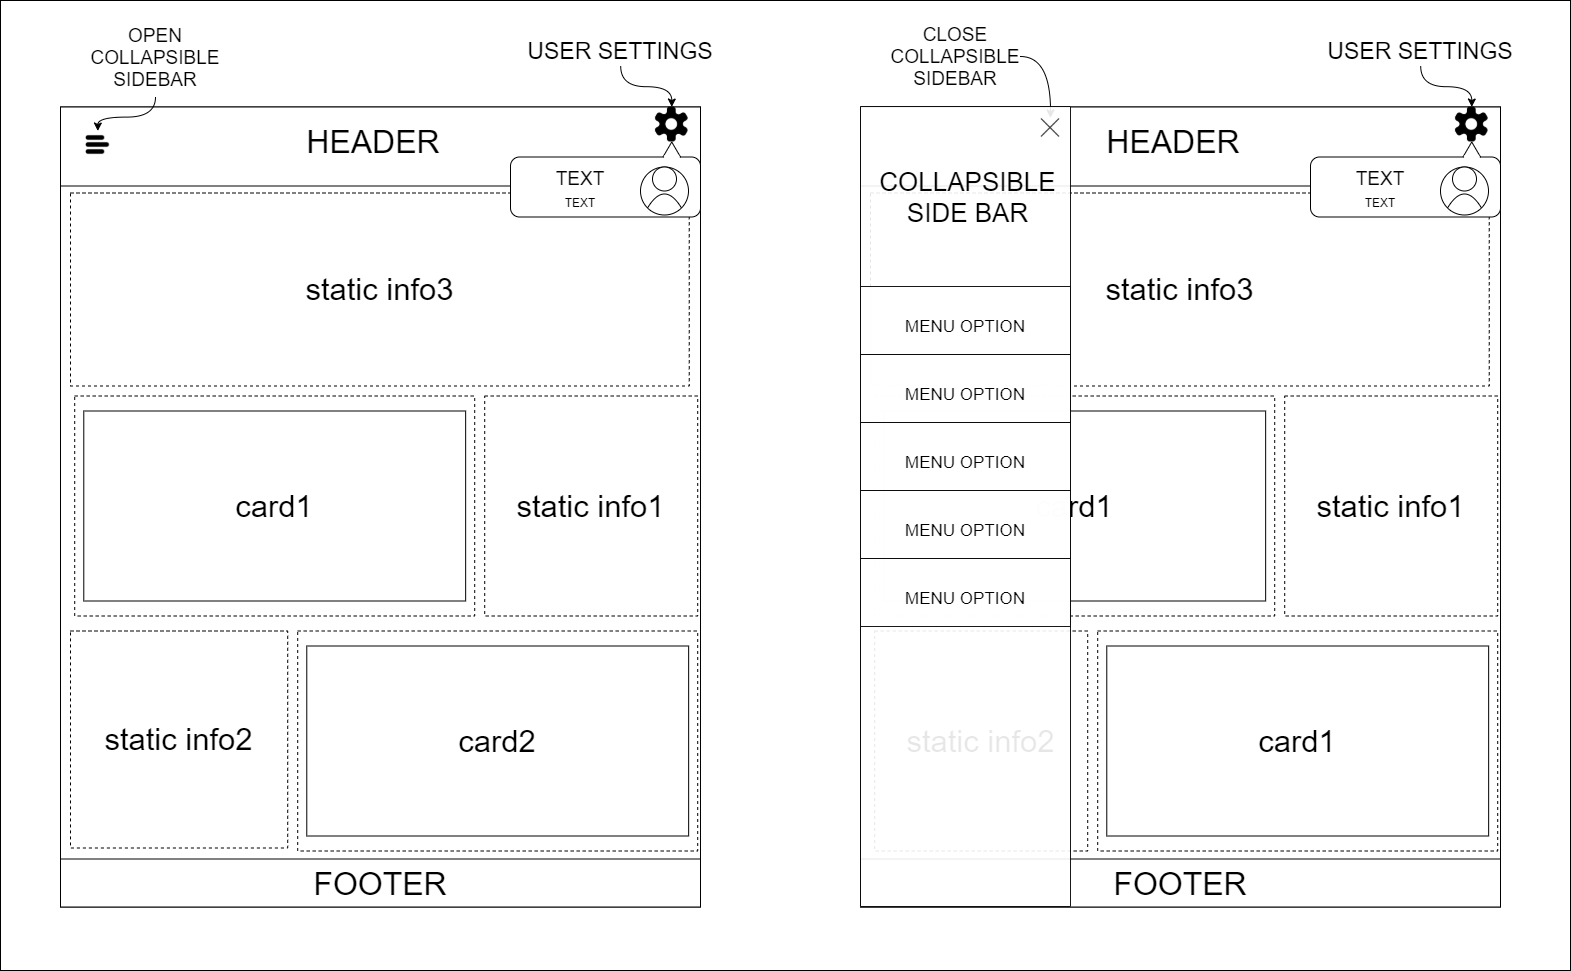 OPEN
COLLAPSIBLE
SIDEBAR
USER SETTINGS
HEADER
TEXT
TEXT
static info3
card1
static info1
static info2
card2
FOOTER
CLOSE
COLLAPSIBLE
SIDEBAR
USER SETTINGS
HEADER
COLLAPSIBLE
SIDE BAR
TEXT
TEXT
static info3
MENU OPTION
MENU OPTION
MENU OPTION
MENU OPTION
MENU OPTION
card1
static info1
static info2
card1
FOOTER